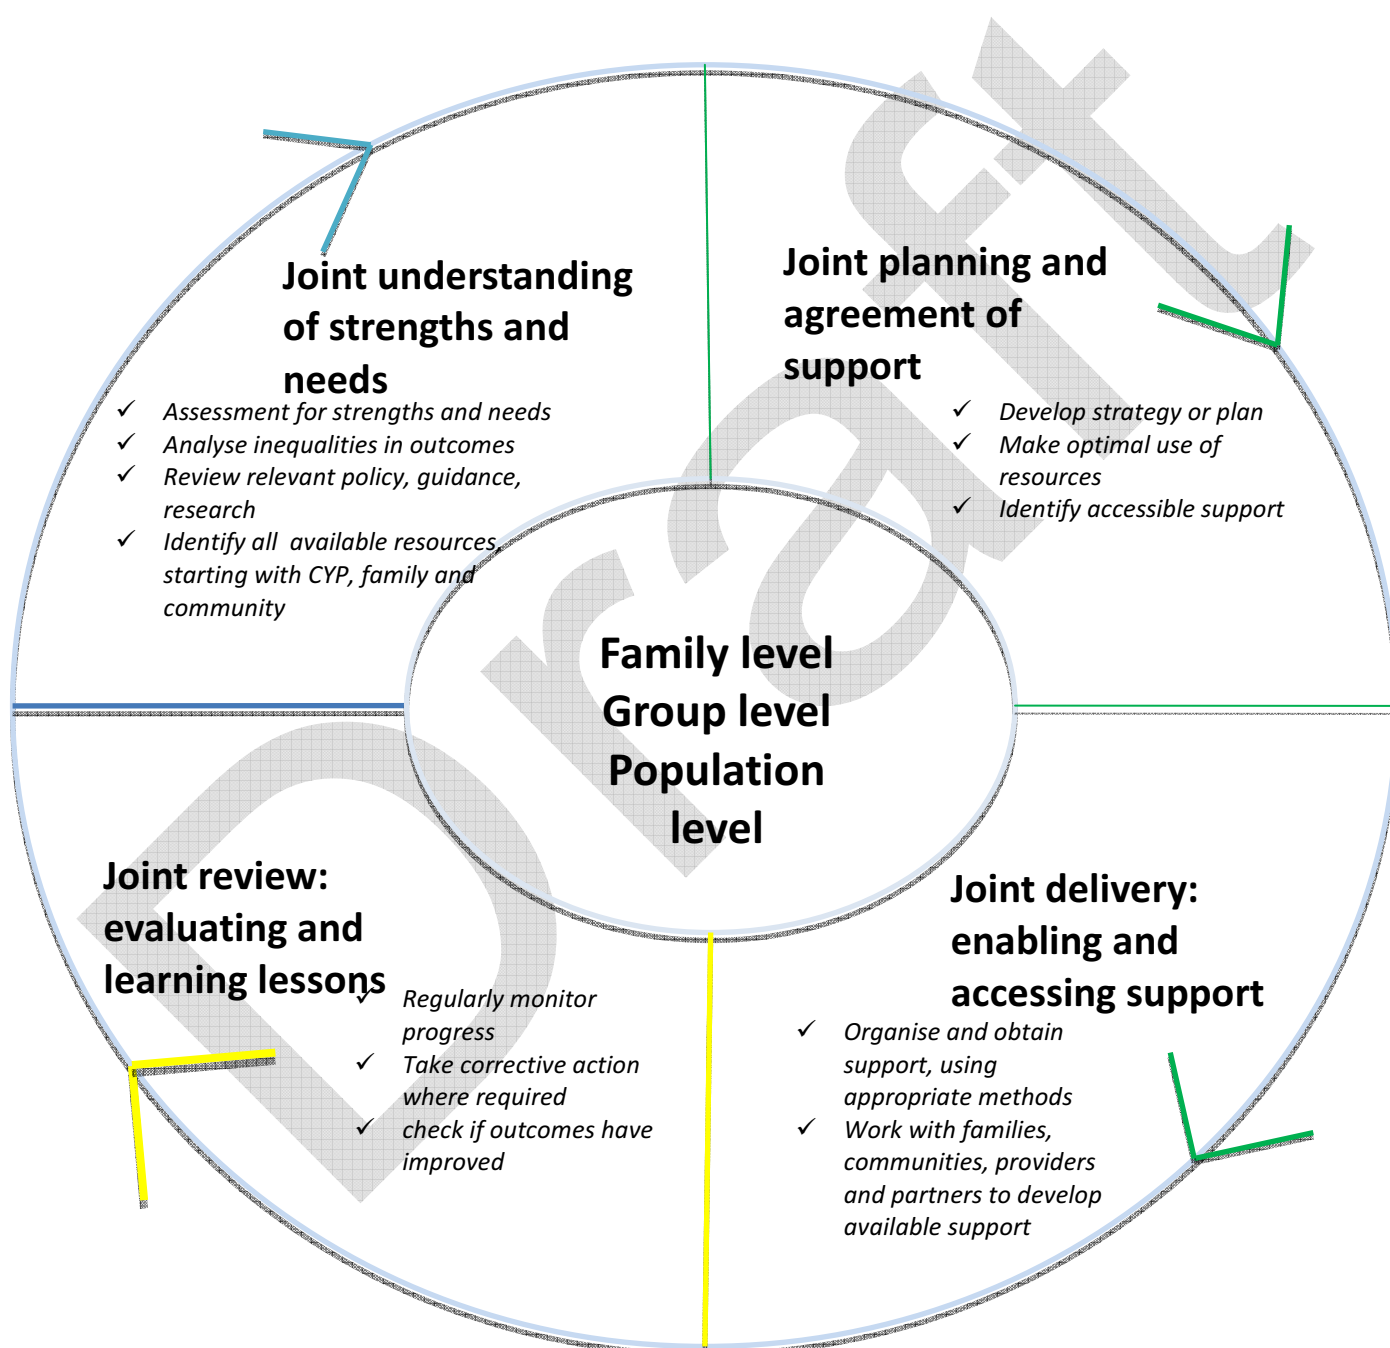 Joint understanding
of strengths and
needs
✓ Assessment for strengths and needs
✓ Analyse inequalities in outcomes
✓ Review relevant policy, guidance,
research
✓ Identify all  available resources,
starting with CYP, family and
community
Joint planning and
agreement of
support
✓ Develop strategy or plan
✓ Make optimal use of
resources
✓ Identify accessible support
Family level
Group level
Population
level
Joint review:
evaluating and
learning lessons
✓ Regularly monitor
progress
✓ Take corrective action
where required
✓ check if outcomes have
improved
Joint delivery:
enabling and
accessing support
✓ Organise and obtain
support, using
appropriate methods
✓ Work with families,
communities, providers
and partners to develop
available support
Draft